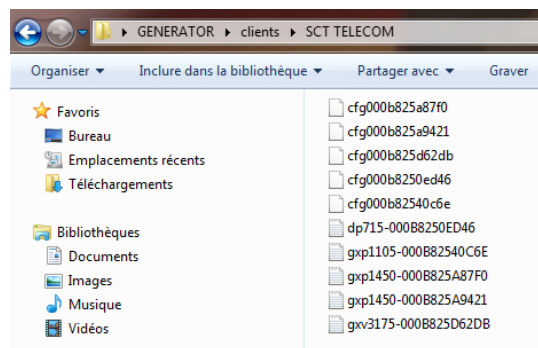 GENERATOR ▸ clients ▸ SCT TELECOM
Organiser Inclure dans la bibliothèque Partager avec Graver
Favoris
Bureau
Emplacements récents
Téléchargements
Bibliothèques
Documents
Images
Musique
Vidéos
cfg000b825a87f0
cfg000b825a9421
cfg000b825d62db
cfg000b8250ed46
cfg000b82540c6e
dp715-000B8250ED46
gxp1105-000B82540C6E
gxp1450-000B825A87F0
gxp1450-000B825A9421
gxv3175-000B825D62DB